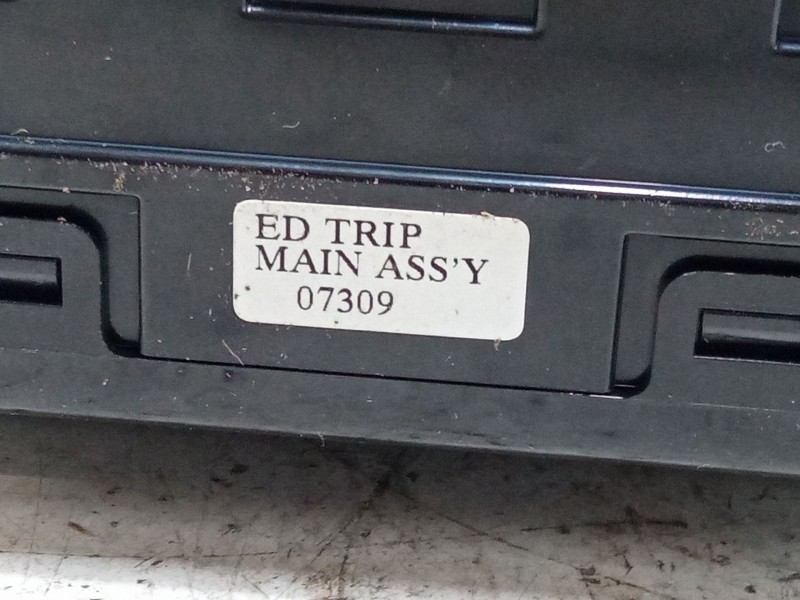 ED TRIP
MAIN ASS'Y
07309